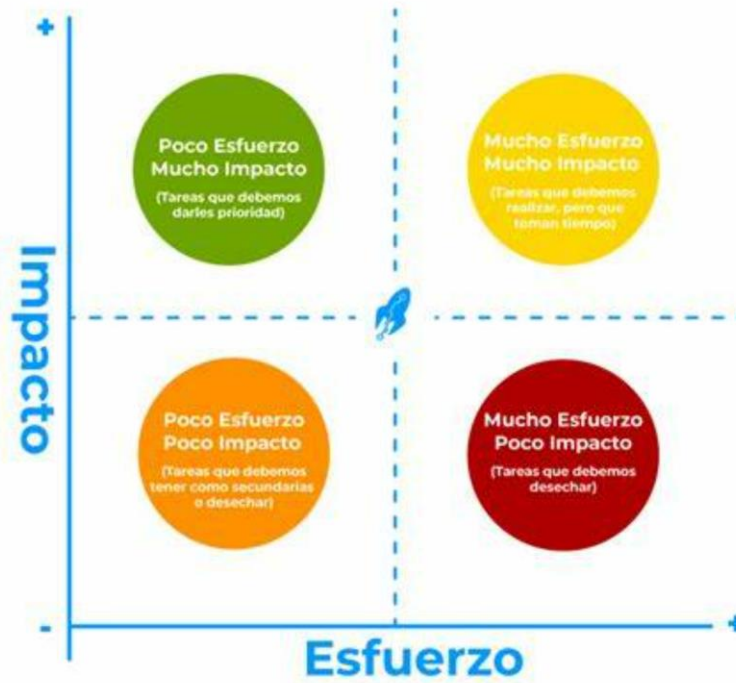 +
Poco Esfuerzo
Mucho Impacto
(Tareas que debemos
darles prioridad)
Mucho Esfuerzo
Mucho Impacto
(Tareas que debemos
realizar, pero que
toman tiempo)
Impacto
Poco Esfuerzo
Poco Impacto
(Tareas que debemos
tener como secundarias
o desechar)
Mucho Esfuerzo
Poco Impacto
(Tareas que debemos
desechar)
-
+
Esfuerzo